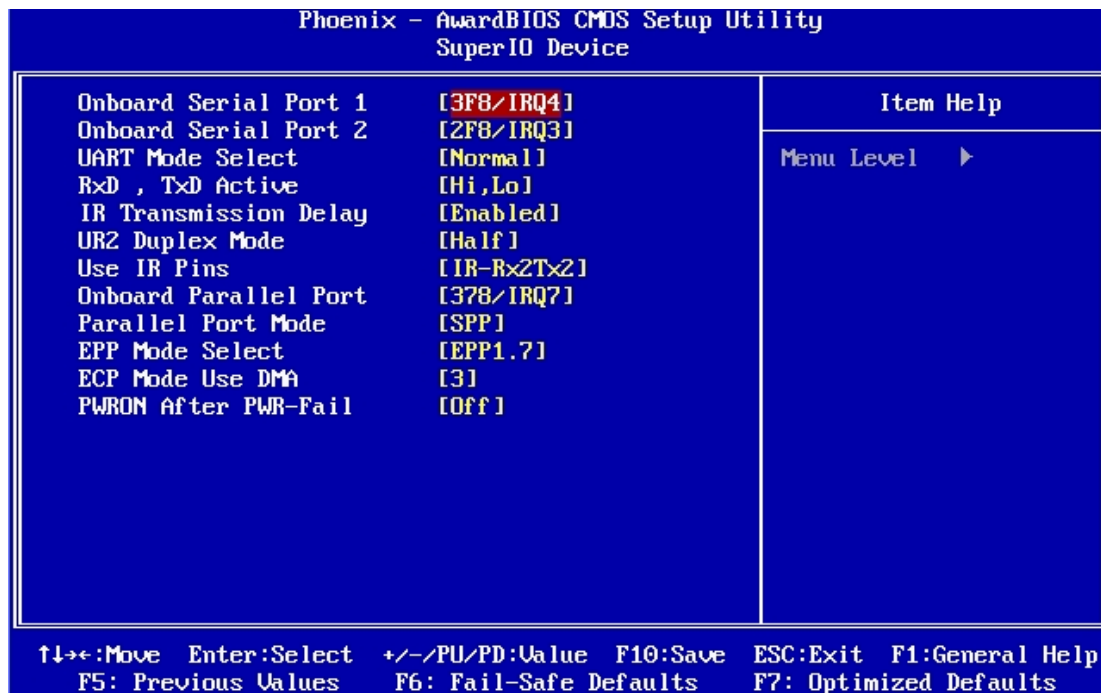 Phoenix - AwardBIOS CMOS Setup Utility
SuperIO Device
Onboard Serial Port 1 [3F8/IRQ4]
Onboard Serial Port 2 [2F8/IRQ3]
UART Mode Select [Normal]
RxD , TxD Active [Hi,Lo]
IR Transmission Delay [Enabled]
UR2 Duplex Mode [Half]
Use IR Pins [IR-Rx2Tx2]
Onboard Parallel Port [378/IRQ7]
Parallel Port Mode [SPP]
EPP Mode Select [EPP1.7]
ECP Mode Use DMA [3]
PWRON After PWR-Fail [Off]
Item Help
Menu Level ▶
↑↓→←:Move Enter:Select +/-/PU/PD:Value F10:Save ESC:Exit F1:General Help
F5: Previous Values F6: Fail-Safe Defaults F7: Optimized Defaults